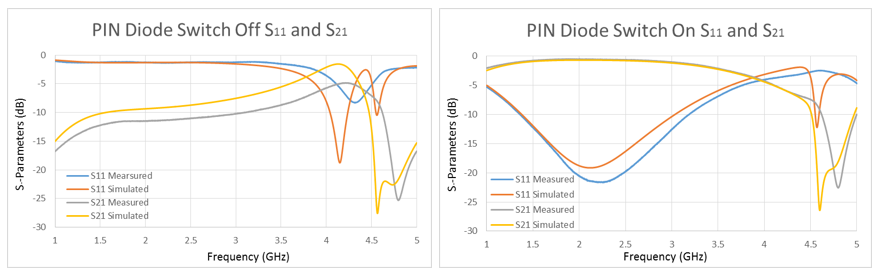 PIN Diode Switch Off S11 and S21
0
-5
-10
-15
-20
-25
-30
S.-Parameters (dB)
S11 Mearsured
S11 Simulated
S21 Measured
S21 Simulated
1 1.5 2 2.5 3 3.5 4 4.5 5
Frequency (GHz)
PIN Diode Switch On S11 and S21
0
-5
-10
-15
-20
-25
-30
S.-Parameters (dB)
S11 Measured
S11 Simulated
S21 Measured
S21 Simulated
1 1.5 2 2.5 3 3.5 4 4.5 5
Frequency (GHz)